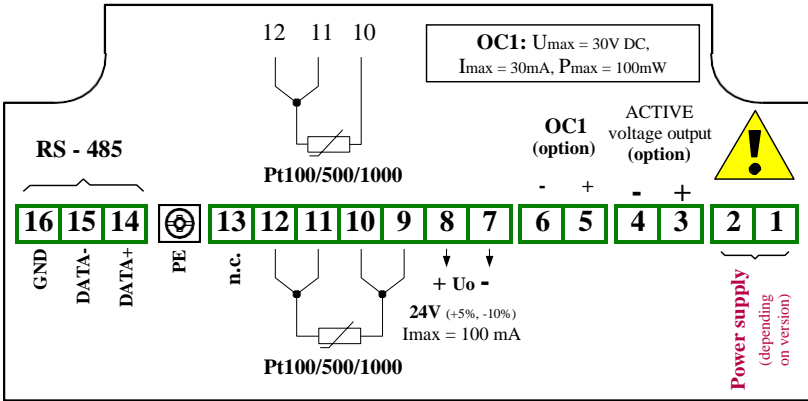 12 11 10
OC1: Umax = 30V DC,
Imax = 30mA, Pmax = 100mW
Pt100/500/1000
RS - 485
OC1
(option)
- +
ACTIVE
voltage output
(option)
- +
!
16 15 14 13 12 11 10 9 8 7 6 5 4 3 2 1
GND
DATA-
DATA+
PE
n.c.
+ Uo -
24V (+5%, -10%)
Imax = 100 mA
Pt100/500/1000
Power supply
(depending
on version)